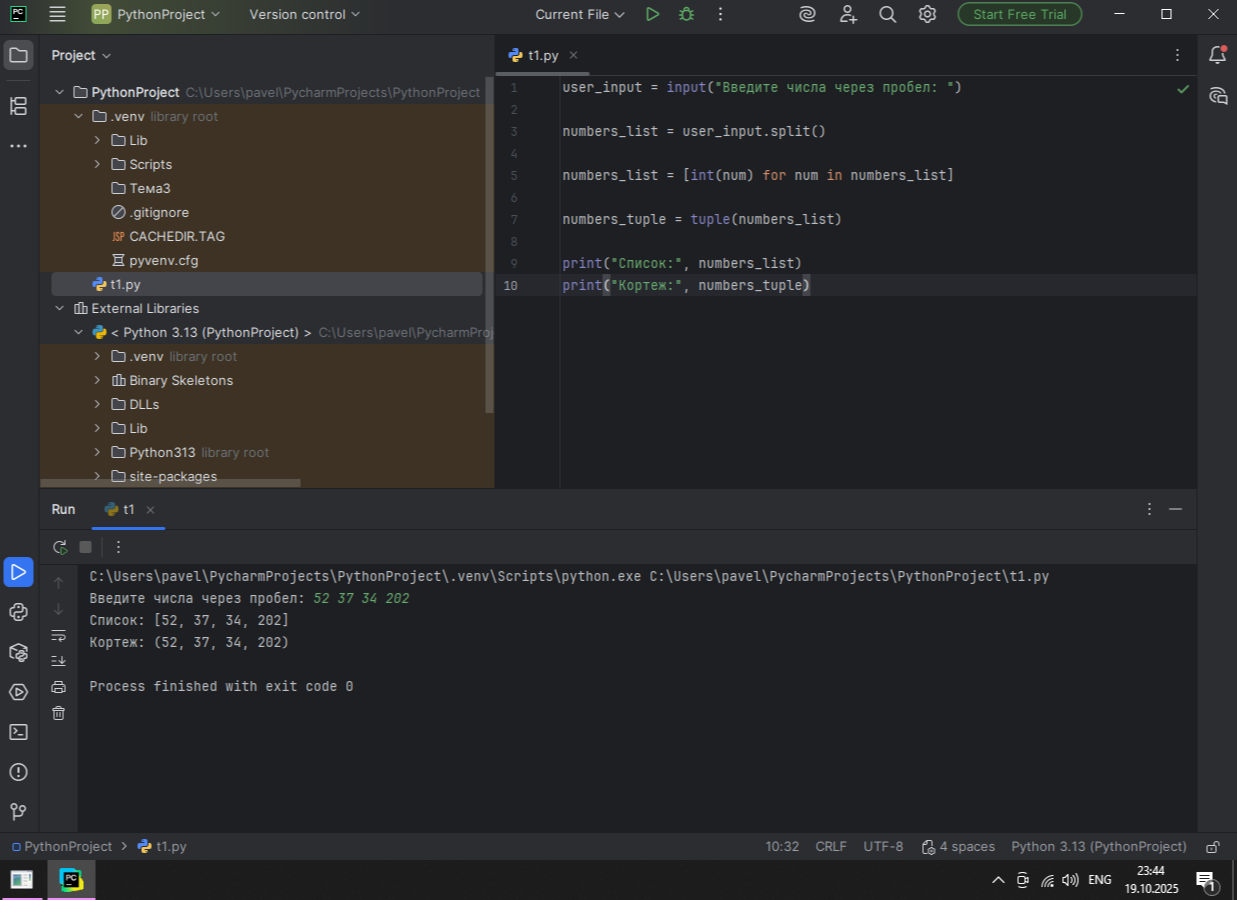 PC PP PythonProject Version control Current File Start Free Trial
Project
PythonProject C:\Users\pavel\PycharmProjects\PythonProject
.venv library root
Lib
Scripts
Тема3
.gitignore
JSP CACHEDIR.TAG
pyvenv.cfg
t1.py
External Libraries
< Python 3.13 (PythonProject) > C:\Users\pavel\PycharmProj
.venv library root
Binary Skeletons
DLLs
Lib
Python313 library root
site-packages
t1.py
1 user_input = input("Введите числа через пробел: ")
2
3 numbers_list = user_input.split()
4
5 numbers_list = [int(num) for num in numbers_list]
6
7 numbers_tuple = tuple(numbers_list)
8
9 print("Список:", numbers_list)
10 print("Кортеж:", numbers_tuple)
Run t1
C:\Users\pavel\PycharmProjects\PythonProject\.venv\Scripts\python.exe C:\Users\pavel\PycharmProjects\PythonProject\t1.py
Введите числа через пробел: 52 37 34 202
Список: [52, 37, 34, 202]
Кортеж: (52, 37, 34, 202)
Process finished with exit code 0
PythonProject > t1.py 10:32 CRLF UTF-8 4 spaces Python 3.13 (PythonProject)
PC ENG 23:44
19.10.2025 1